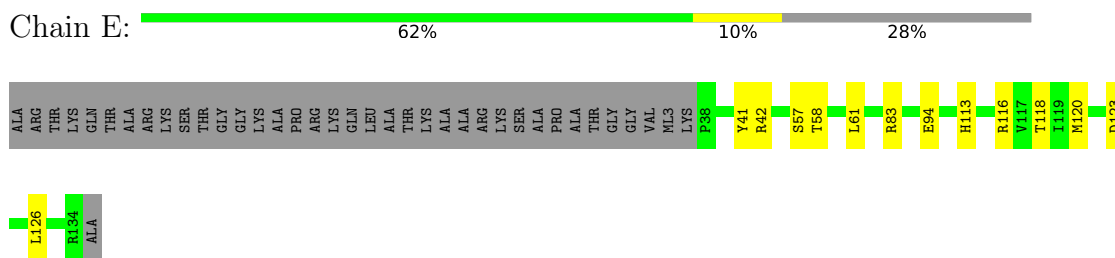 Chain E:
62% 10% 28%
ALA ARG THR LYS GLN THR ALA ARG LYS SER THR GLY GLY LYS ALA PRO ARG LYS GLN LEU ALA THR LYS ALA ALA ARG LYS SER ALA PRO ALA THR GLY GLY VAL ML3 LYS P38 Y41 R42 S57 T58 L61 R83 E94 H113 R116 V117 T118 I119 M120
L126 R134 ALA